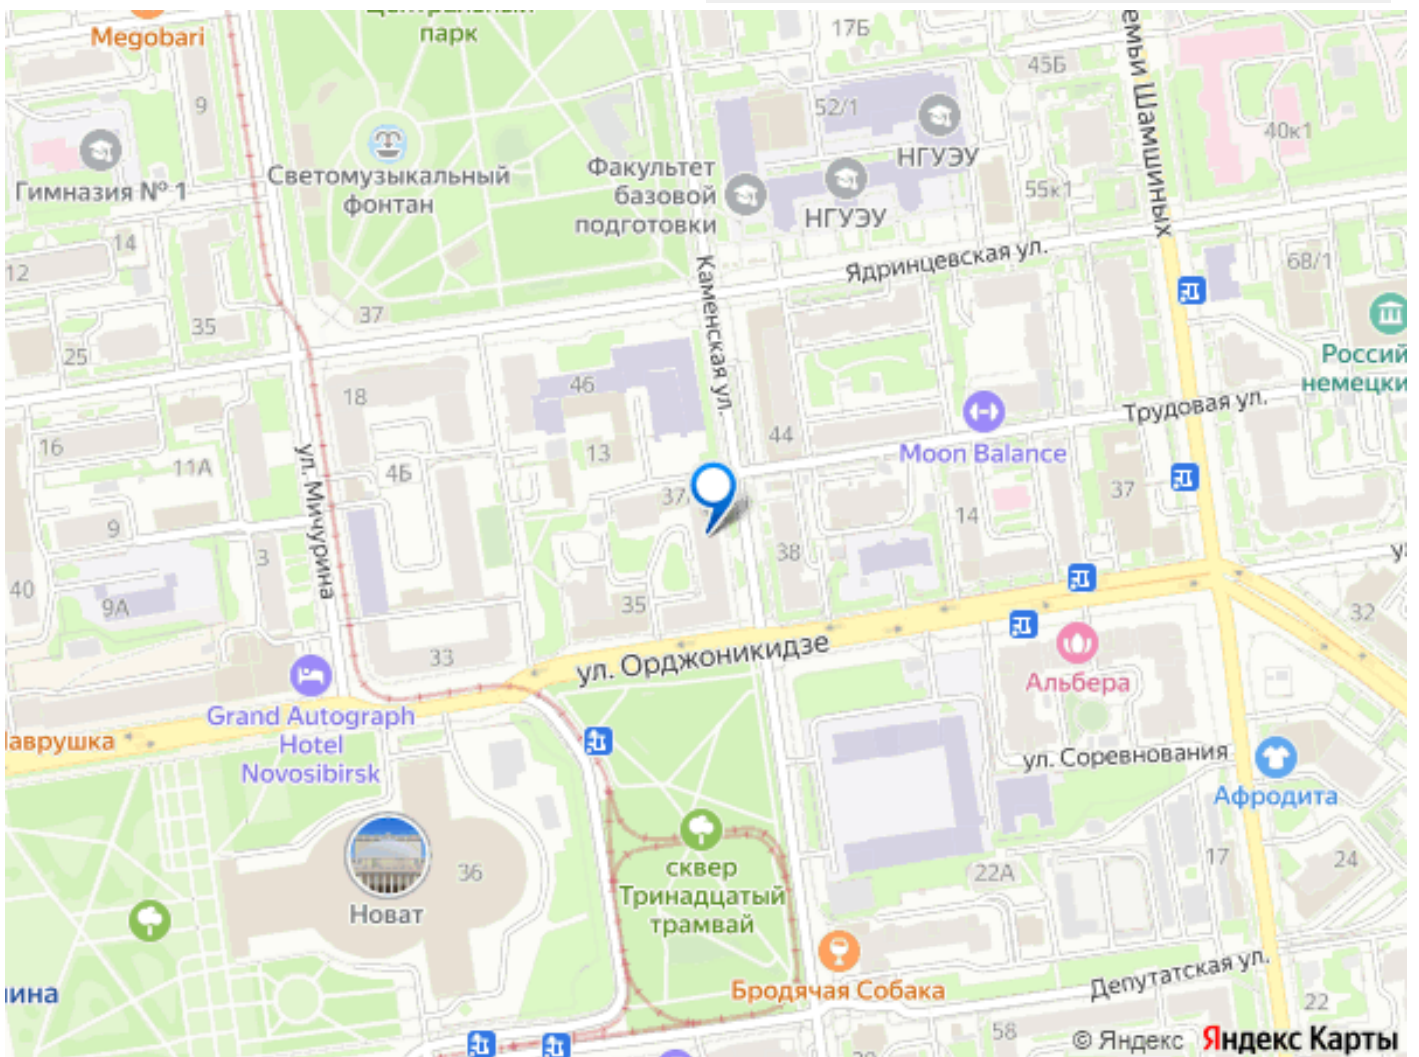 Центральный
парк
Megobari
17Б
Семьи Шамшиных
45Б
9
52/1
40к1
НГУЭУ
Гимназия № 1
Светомузыкальный
фонтан
Факультет
базовой
подготовки
НГУЭУ
55к1
14
12
Каменская ул.
Ядринцевская ул.
68/1
37
35
25
18
46
Россий
немецки
Трудовая ул.
16
11А
ул. Мичурина
4Б
13
44
Moon Balance
37
37
14
9
3
38
40
9А
35
32
33
ул. Орджоникидзе
Альбера
Grand Autograph
Hotel
Novosibirsk
аврушка
ул. Соревнования
Афродита
36
Новат
сквер
Тринадцатый
трамвай
22А
17
24
Бродячая Собака
Депутатская ул.
ина
22
58
© Яндекс Яндекс Карты